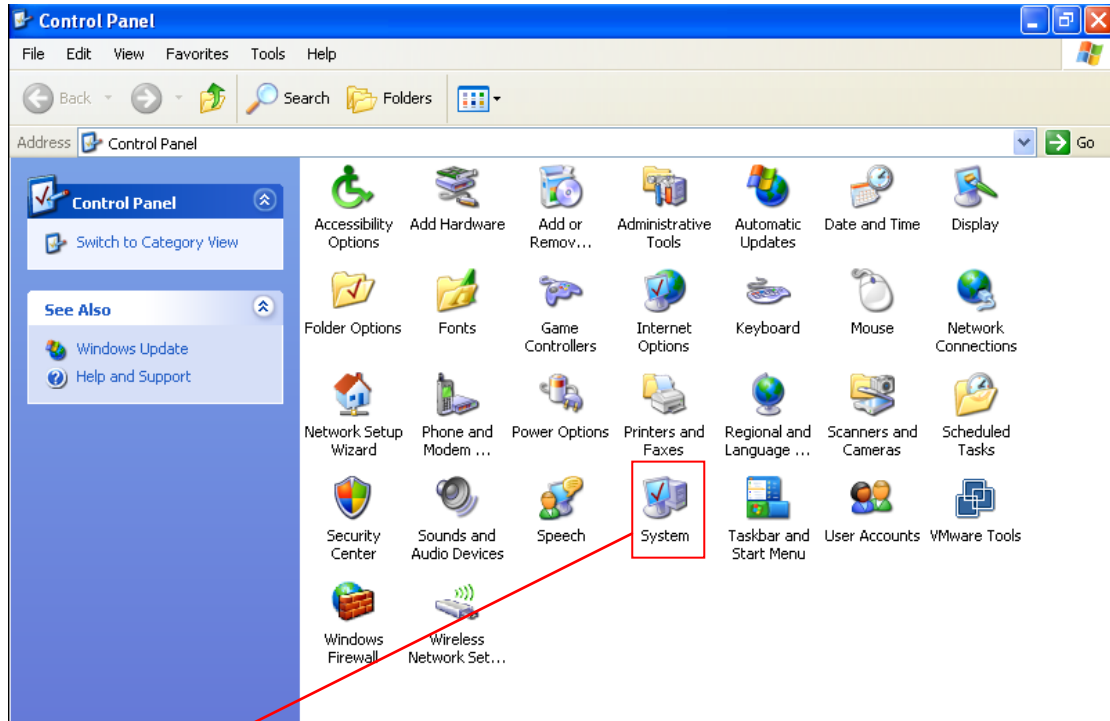 Control Panel
File Edit View Favorites Tools Help
Back Search Folders
Address Control Panel Go
Control Panel
Switch to Category View
See Also
Windows Update
Help and Support
Accessibility Options
Add Hardware
Add or Remov...
Administrative Tools
Automatic Updates
Date and Time
Display
Folder Options
Fonts
Game Controllers
Internet Options
Keyboard
Mouse
Network Connections
Network Setup Wizard
Phone and Modem ...
Power Options
Printers and Faxes
Regional and Language ...
Scanners and Cameras
Scheduled Tasks
Security Center
Sounds and Audio Devices
Speech
System
Taskbar and Start Menu
User Accounts
VMware Tools
Windows Firewall
Wireless Network Set...